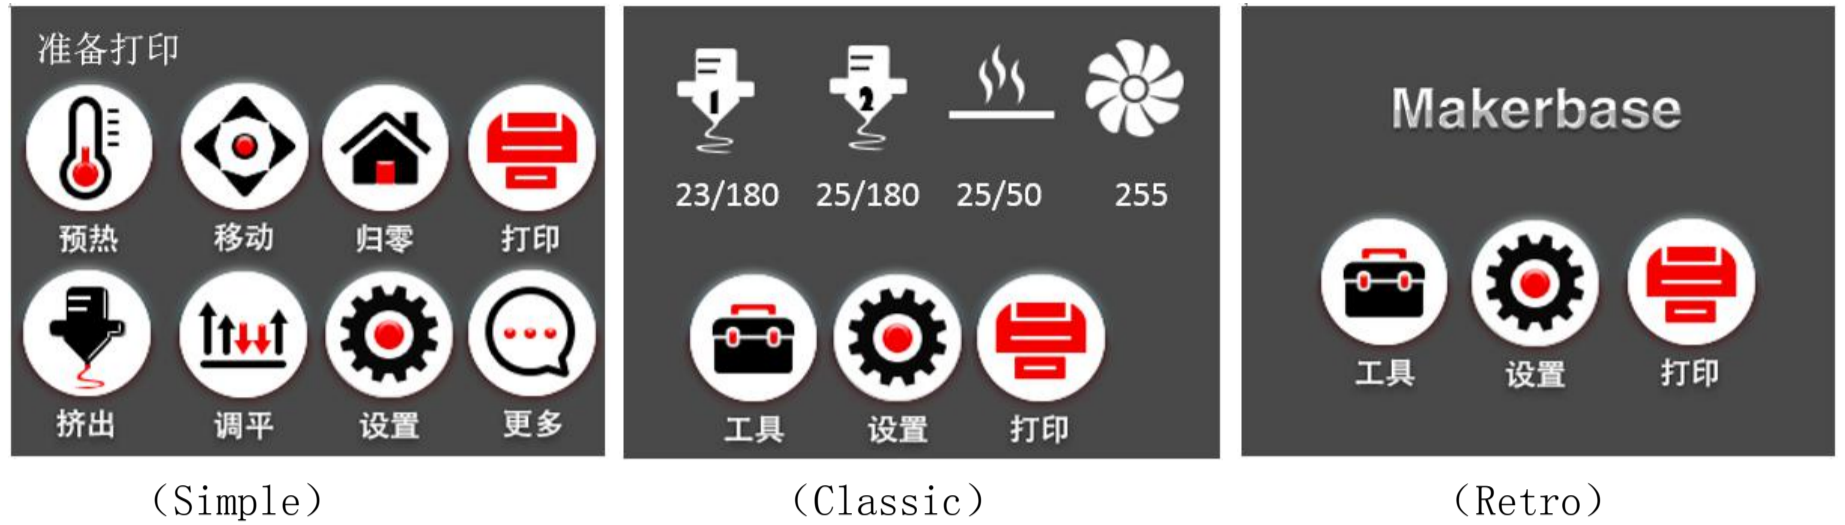 准备打印
预热 移动 归零 打印
挤出 调平 设置 更多
(Simple)
1 2
23/180 25/180 25/50 255
工具 设置 打印
(Classic)
Makerbase
工具 设置 打印
(Retro)